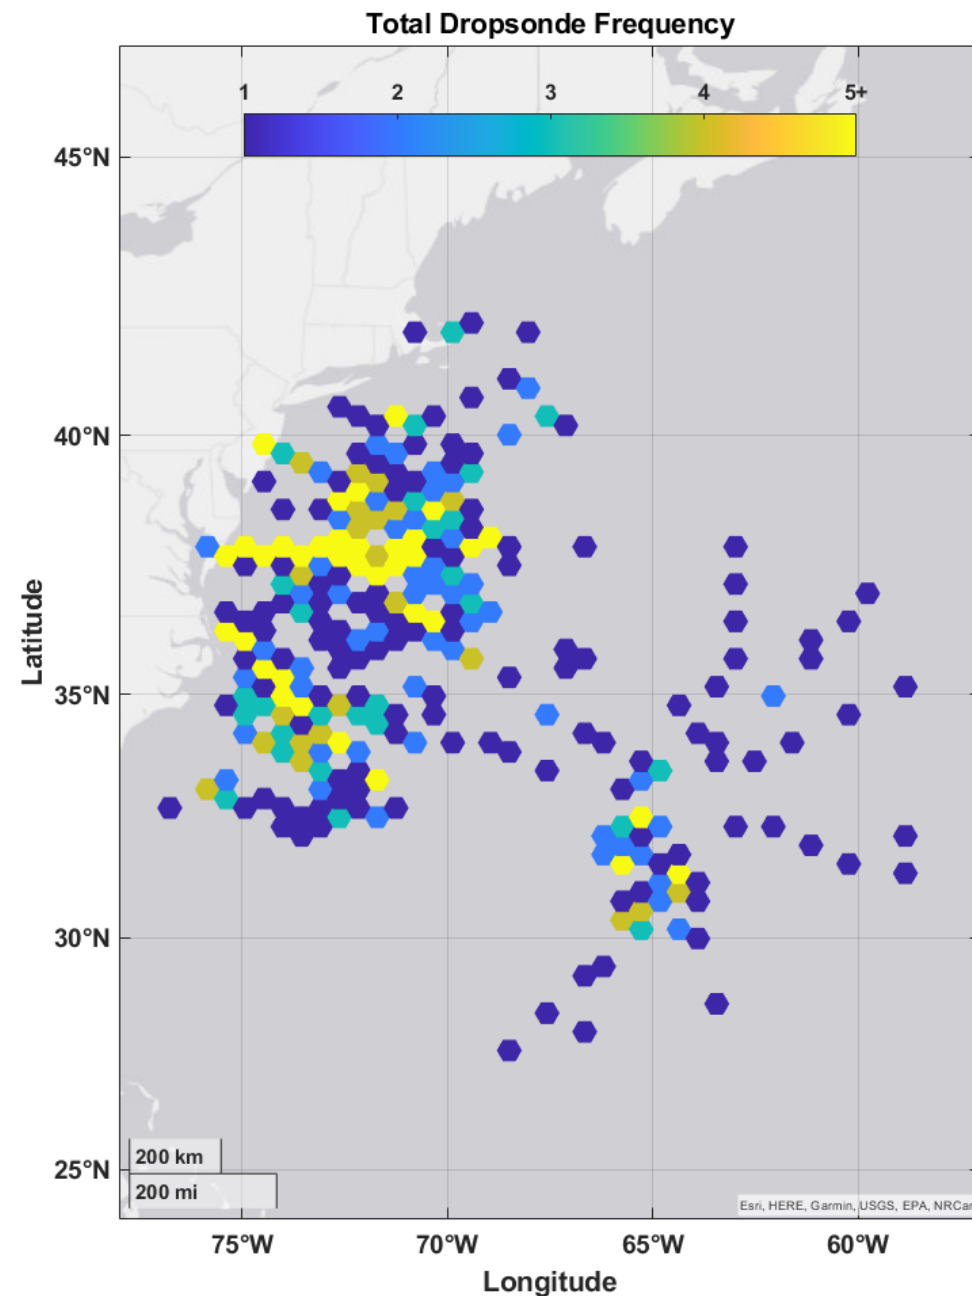 Total Dropsonde Frequency
1 2 3 4 5+
45°N
40°N
35°N
30°N
25°N
Latitude
200 km
200 mi
Esri, HERE, Garmin, USGS, EPA, NRCan
75°W 70°W 65°W 60°W
Longitude